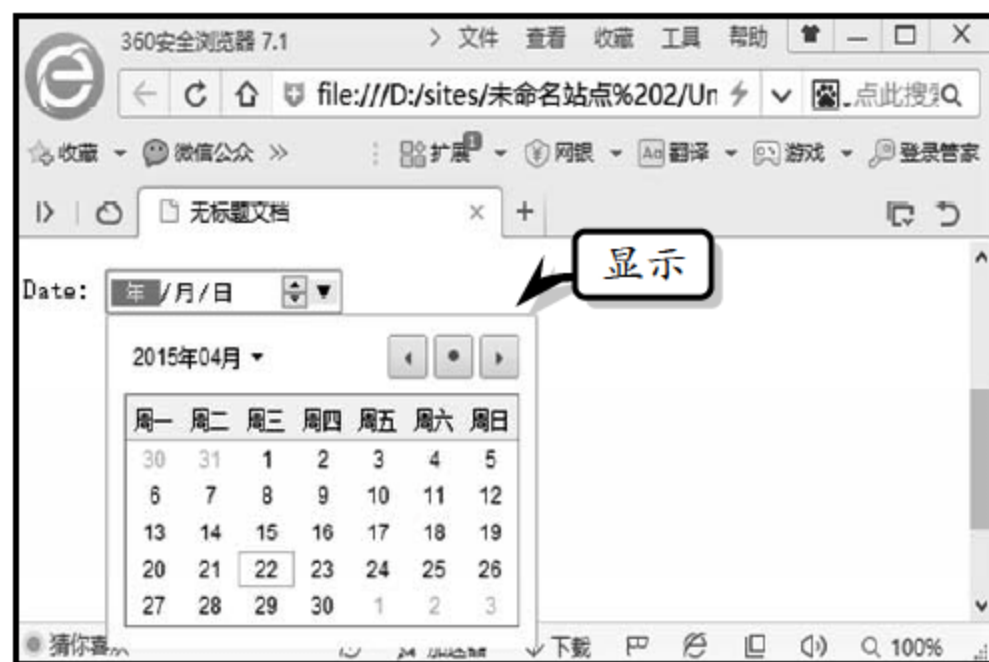 360安全浏览器 7.1 > 文件 查看 收藏 工具 帮助
file:///D:/sites/未命名站点%202/Un 点此搜
收藏 微信公众 >> 扩展 1 网银 翻译 游戏 登录管家
无标题文档
显示
Date: 年/月/日
2015年04月
周一 周二 周三 周四 周五 周六 周日
30 31 1 2 3 4 5
6 7 8 9 10 11 12
13 14 15 16 17 18 19
20 21 22 23 24 25 26
27 28 29 30 1 2 3
猜你喜 下载 100%